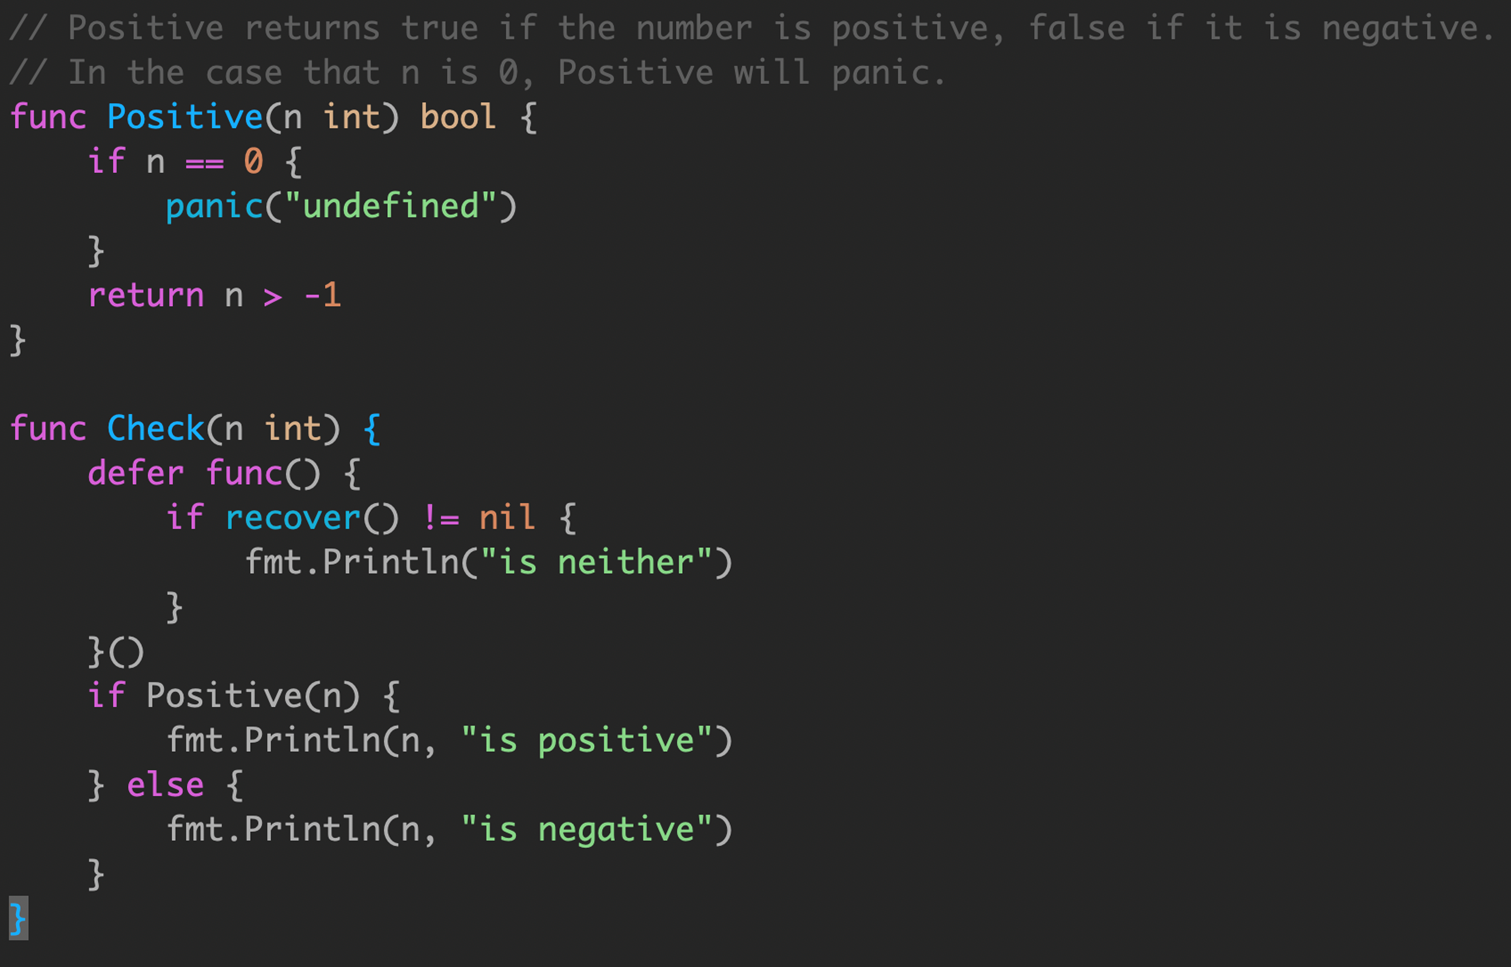 // Positive returns true if the number is positive, false if it is negative.
// In the case that n is 0, Positive will panic.
func Positive(n int) bool {
    if n == 0 {
        panic("undefined")
    }
    return n > -1
}

func Check(n int) {
    defer func() {
        if recover() != nil {
            fmt.Println("is neither")
        }
    }()
    if Positive(n) {
        fmt.Println(n, "is positive")
    } else {
        fmt.Println(n, "is negative")
    }
}